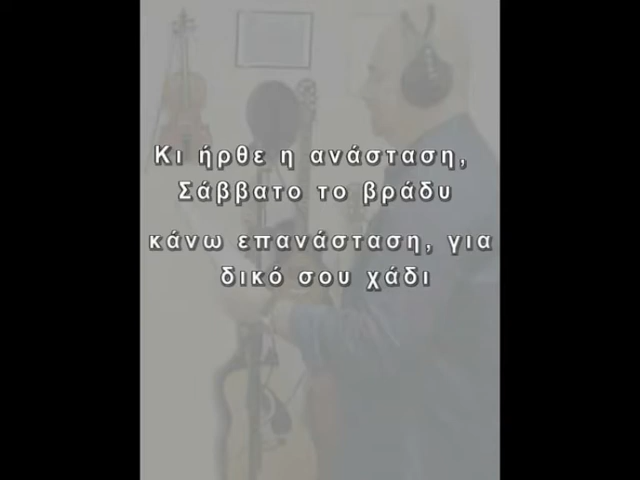 Κι ήρθε η ανάσταση,
Σάββατο το βράδυ
κάνω επανάσταση, για
δικό σου χάδι